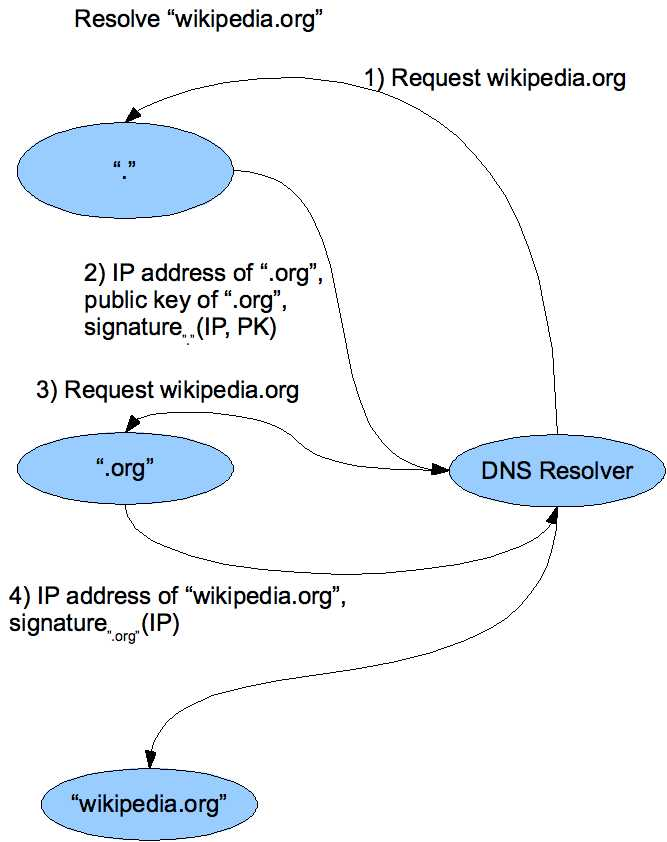 Resolve “wikipedia.org”
1) Request wikipedia.org
“.”
2) IP address of “.org”,
public key of “.org”,
signature”.”(IP, PK)
3) Request wikipedia.org
“.org”
DNS Resolver
4) IP address of “wikipedia.org”,
signature”.org”(IP)
“wikipedia.org”